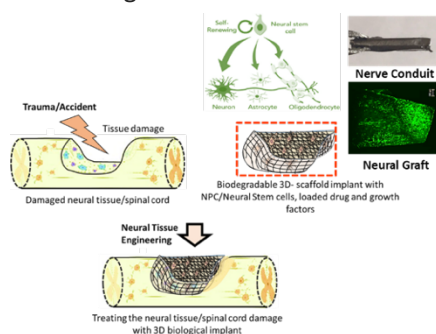 Self-
Renewing
Neural stem
cell
Neuron
Astrocyte
Oligodendrocyte
Nerve Conduit
Neural Graft
Trauma/Accident
Tissue damage
Damaged neural tissue/spinal cord
Biodegradable 3D- scaffold implant with
NPC/Neural Stem cells, loaded drug and growth
factors
Neural Tissue
Engineering
Treating the neural tissue/spinal cord damage
with 3D biological implant